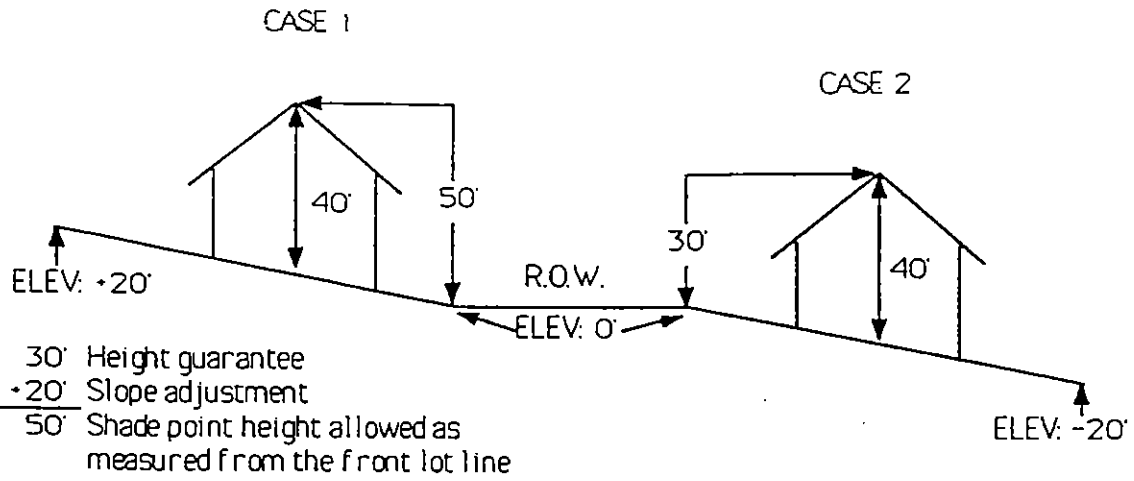 CASE 1
CASE 2
40'
50'
30'
40'
R.O.W.
ELEV: +20'
ELEV: 0'
ELEV: -20'
30' Height guarantee
+20' Slope adjustment
50' Shade point height allowed as
measured from the front lot line